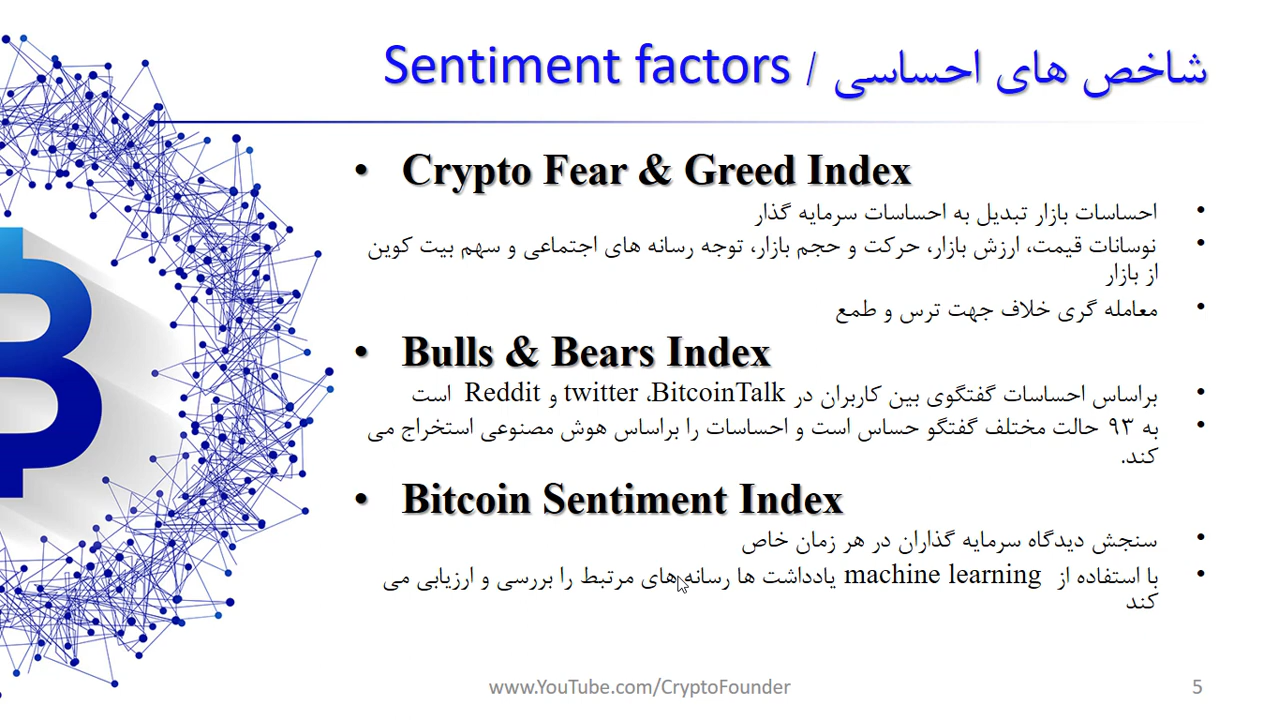 شاخص های احساسی / Sentiment factors
• Crypto Fear & Greed Index
• احساسات بازار تبدیل به احساسات سرمایه گذار
• نوسانات قیمت، ارزش بازار، حرکت و حجم بازار، توجه رسانه های اجتماعی و سهم بیت کوین
از بازار
• معامله گری خلاف جهت ترس و طمع
• Bulls & Bears Index
• براساس احساسات گفتگوی بین کاربران در twitter ،BitcoinTalk و Reddit است
• به ۹۳ حالت مختلف گفتگو حساس است و احساسات را براساس هوش مصنوعی استخراج می
کند.
• Bitcoin Sentiment Index
• سنجش دیدگاه سرمایه گذاران در هر زمان خاص
• با استفاده از machine learning یادداشت ها رسانه های مرتبط را بررسی و ارزیابی می
کند
www.YouTube.com/CryptoFounder
5